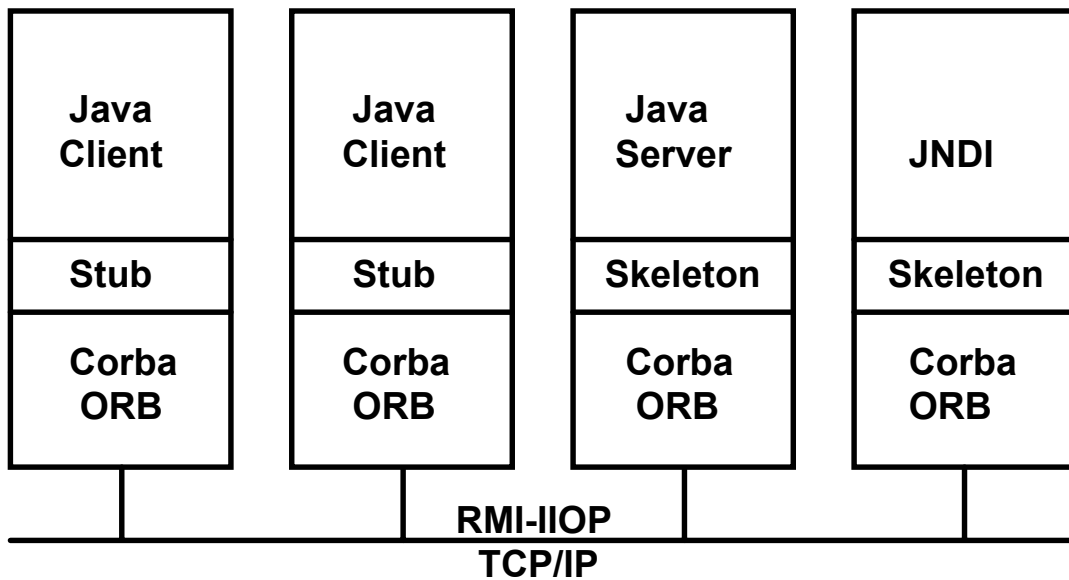 Java
Client
Stub
Corba
ORB
Java
Client
Stub
Corba
ORB
Java
Server
Skeleton
Corba
ORB
JNDI
Skeleton
Corba
ORB
RMI-IIOP
TCP/IP